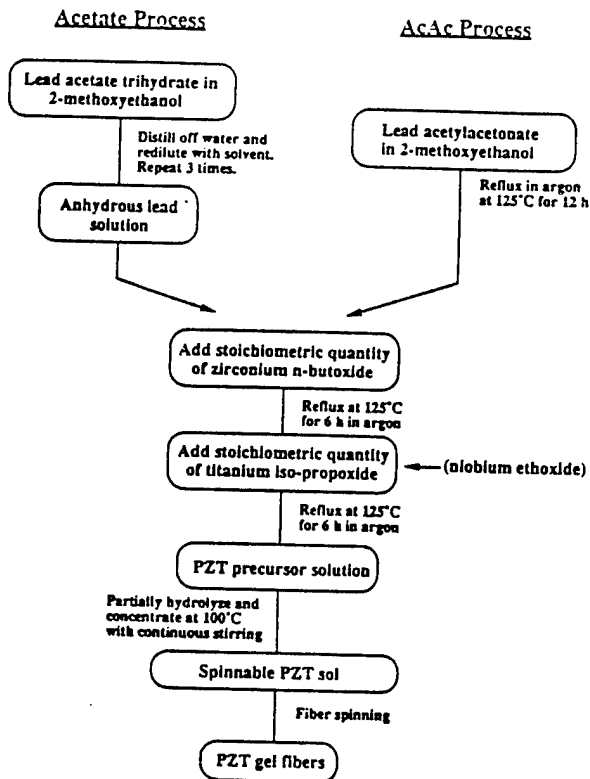 Acetate Process
AcAc Process
Lead acetate trihydrate in
2-methoxyethanol
Distill off water and
redilute with solvent.
Repeat 3 times.
Anhydrous lead
solution
Lead acetylacetonate
in 2-methoxyethanol
Reflux in argon
at 125°C for 12 h
Add stoichiometric quantity
of zirconium n-butoxide
Reflux at 125°C
for 6 h in argon
Add stoichiometric quantity
of titanium iso-propoxide
(niobium ethoxide)
Reflux at 125°C
for 6 h in argon
PZT precursor solution
Partially hydrolyze and
concentrate at 100°C
with continuous stirring
Spinnable PZT sol
Fiber spinning
PZT gel fibers